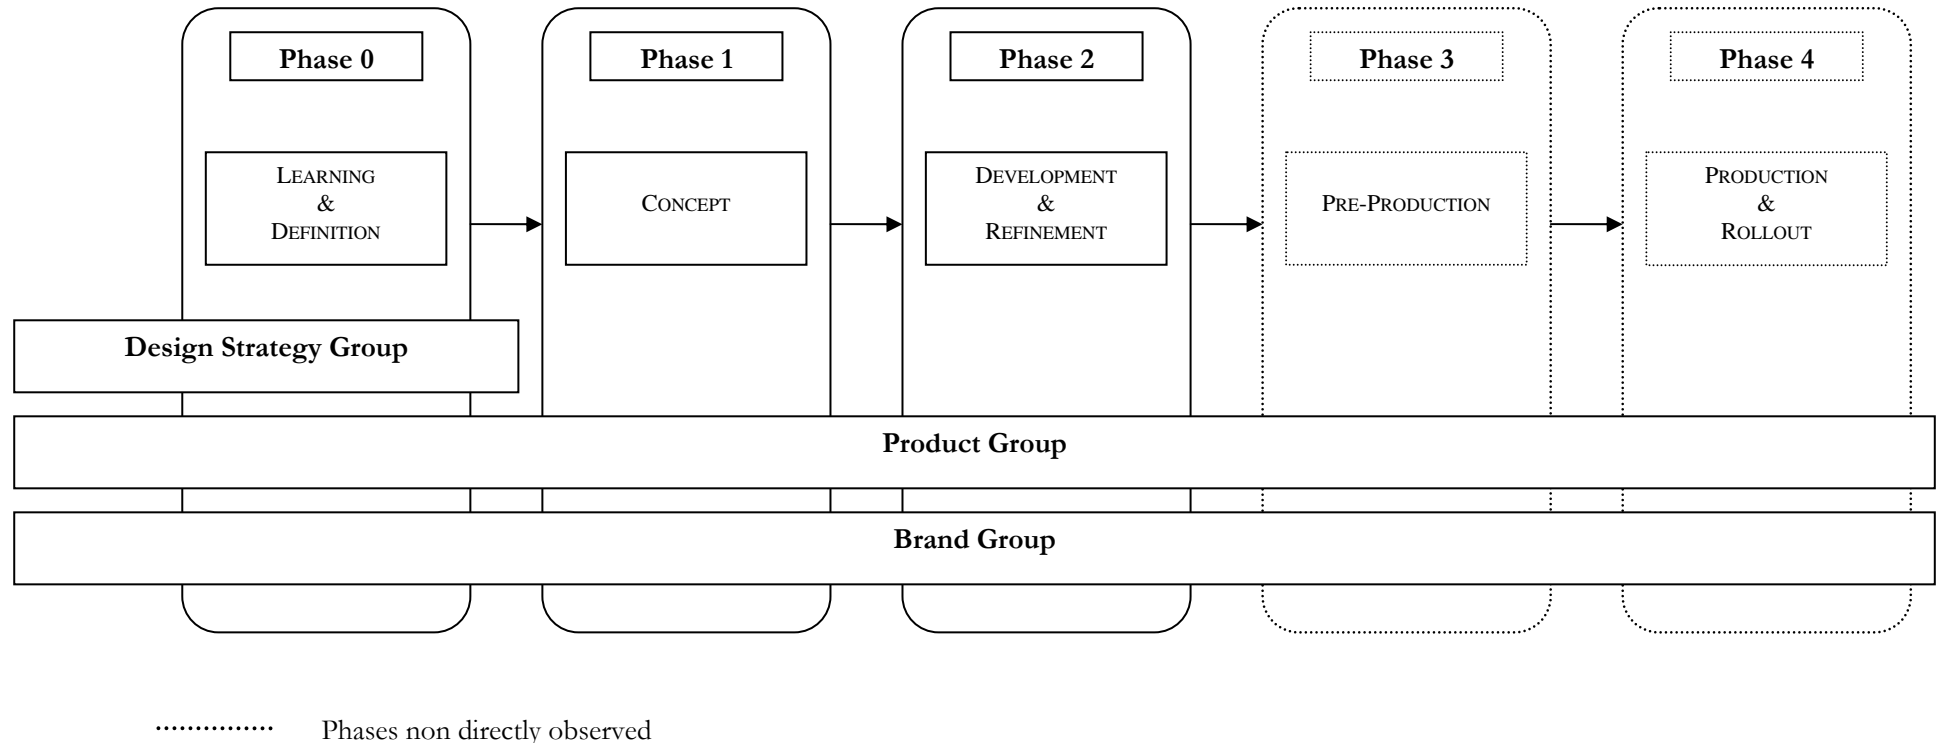 Phase 0
Phase 1
Phase 2
Phase 3
Phase 4
LEARNING
&
DEFINITION
CONCEPT
DEVELOPMENT
&
REFINEMENT
PRE-PRODUCTION
PRODUCTION
&
ROLLOUT
Design Strategy Group
Product Group
Brand Group
Phases non directly observed